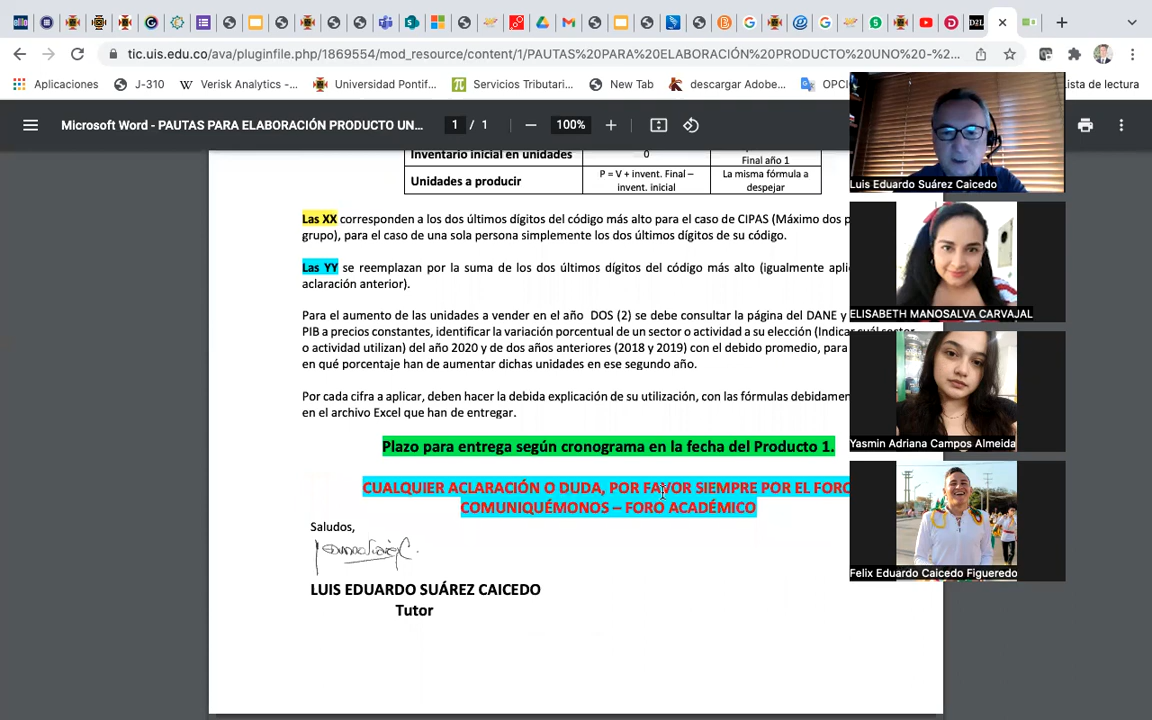 tic.uis.edu.co/ava/pluginfile.php/1869554/mod_resource/content/1/PAUTAS%20PARA%20ELABORACIÓN%20PRODUCTO%20UNO%20-%2...
Aplicaciones
J-310
Verisk Analytics -...
Universidad Pontif...
Servicios Tributari...
New Tab
descargar Adobe...
OPCI
Lista de lectura
Microsoft Word - PAUTAS PARA ELABORACIÓN PRODUCTO UN...
1 / 1
100%
Inventario inicial en unidades 0 Final año 1
Unidades a producir P = V + invent. Final – invent. inicial La misma fórmula a despejar
Las XX corresponden a los dos últimos dígitos del código más alto para el caso de CIPAS (Máximo dos p
grupo), para el caso de una sola persona simplemente los dos últimos dígitos de su código.
Las YY se reemplazan por la suma de los dos últimos dígitos del código más alto (igualmente apli
aclaración anterior).
Para el aumento de las unidades a vender en el año DOS (2) se debe consultar la página del DANE y
PIB a precios constantes, identificar la variación porcentual de un sector o actividad a su elección (Indicar cuál sector
o actividad utilizan) del año 2020 y de dos años anteriores (2018 y 2019) con el debido promedio, para
en qué porcentaje han de aumentar dichas unidades en ese segundo año.
Por cada cifra a aplicar, deben hacer la debida explicación de su utilización, con las fórmulas debidamen
en el archivo Excel que han de entregar.
Plazo para entrega según cronograma en la fecha del Producto 1.
CUALQUIER ACLARACIÓN O DUDA, POR FAVOR SIEMPRE POR EL FORO
COMUNIQUÉMONOS – FORO ACADÉMICO
Saludos,
LUIS EDUARDO SUÁREZ CAICEDO
Tutor
Luis Eduardo Suárez Caicedo
ELISABETH MANOSALVA CARVAJAL
Yasmin Adriana Campos Almeida
Felix Eduardo Caicedo Figueredo